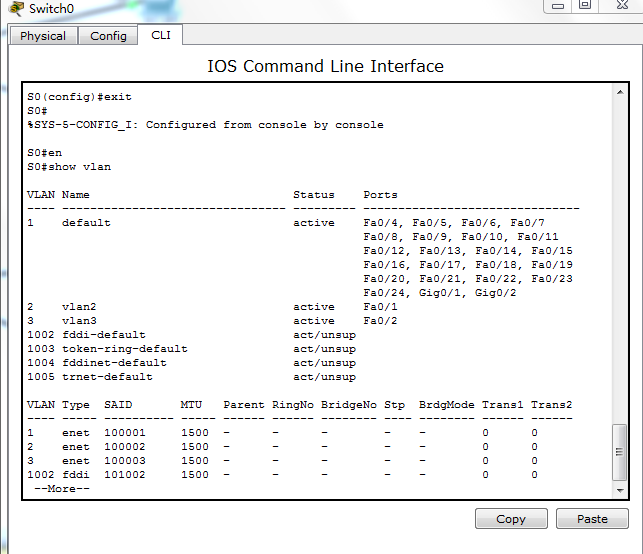 Switch0
Physical Config CLI
IOS Command Line Interface
S0(config)#exit
S0#
%SYS-5-CONFIG_I: Configured from console by console
S0#en
S0#show vlan
VLAN Name                             Status    Ports
---- -------------------------------- --------- -------------------------------
1    default                          active    Fa0/4, Fa0/5, Fa0/6, Fa0/7
                                                Fa0/8, Fa0/9, Fa0/10, Fa0/11
                                                Fa0/12, Fa0/13, Fa0/14, Fa0/15
                                                Fa0/16, Fa0/17, Fa0/18, Fa0/19
                                                Fa0/20, Fa0/21, Fa0/22, Fa0/23
                                                Fa0/24, Gig0/1, Gig0/2
2    vlan2                            active    Fa0/1
3    vlan3                            active    Fa0/2
1002 fddi-default                     act/unsup
1003 token-ring-default               act/unsup
1004 fddinet-default                  act/unsup
1005 trnet-default                    act/unsup
VLAN Type  SAID       MTU   Parent RingNo BridgeNo Stp  BrdgMode Trans1 Trans2
---- ----- ---------- ----- ------ ------ -------- ---- -------- ------ ------
1    enet  100001     1500  -      -      -        -    -        0      0
2    enet  100002     1500  -      -      -        -    -        0      0
3    enet  100003     1500  -      -      -        -    -        0      0
1002 fddi  101002     1500  -      -      -        -    -        0      0
 --More--
Copy Paste